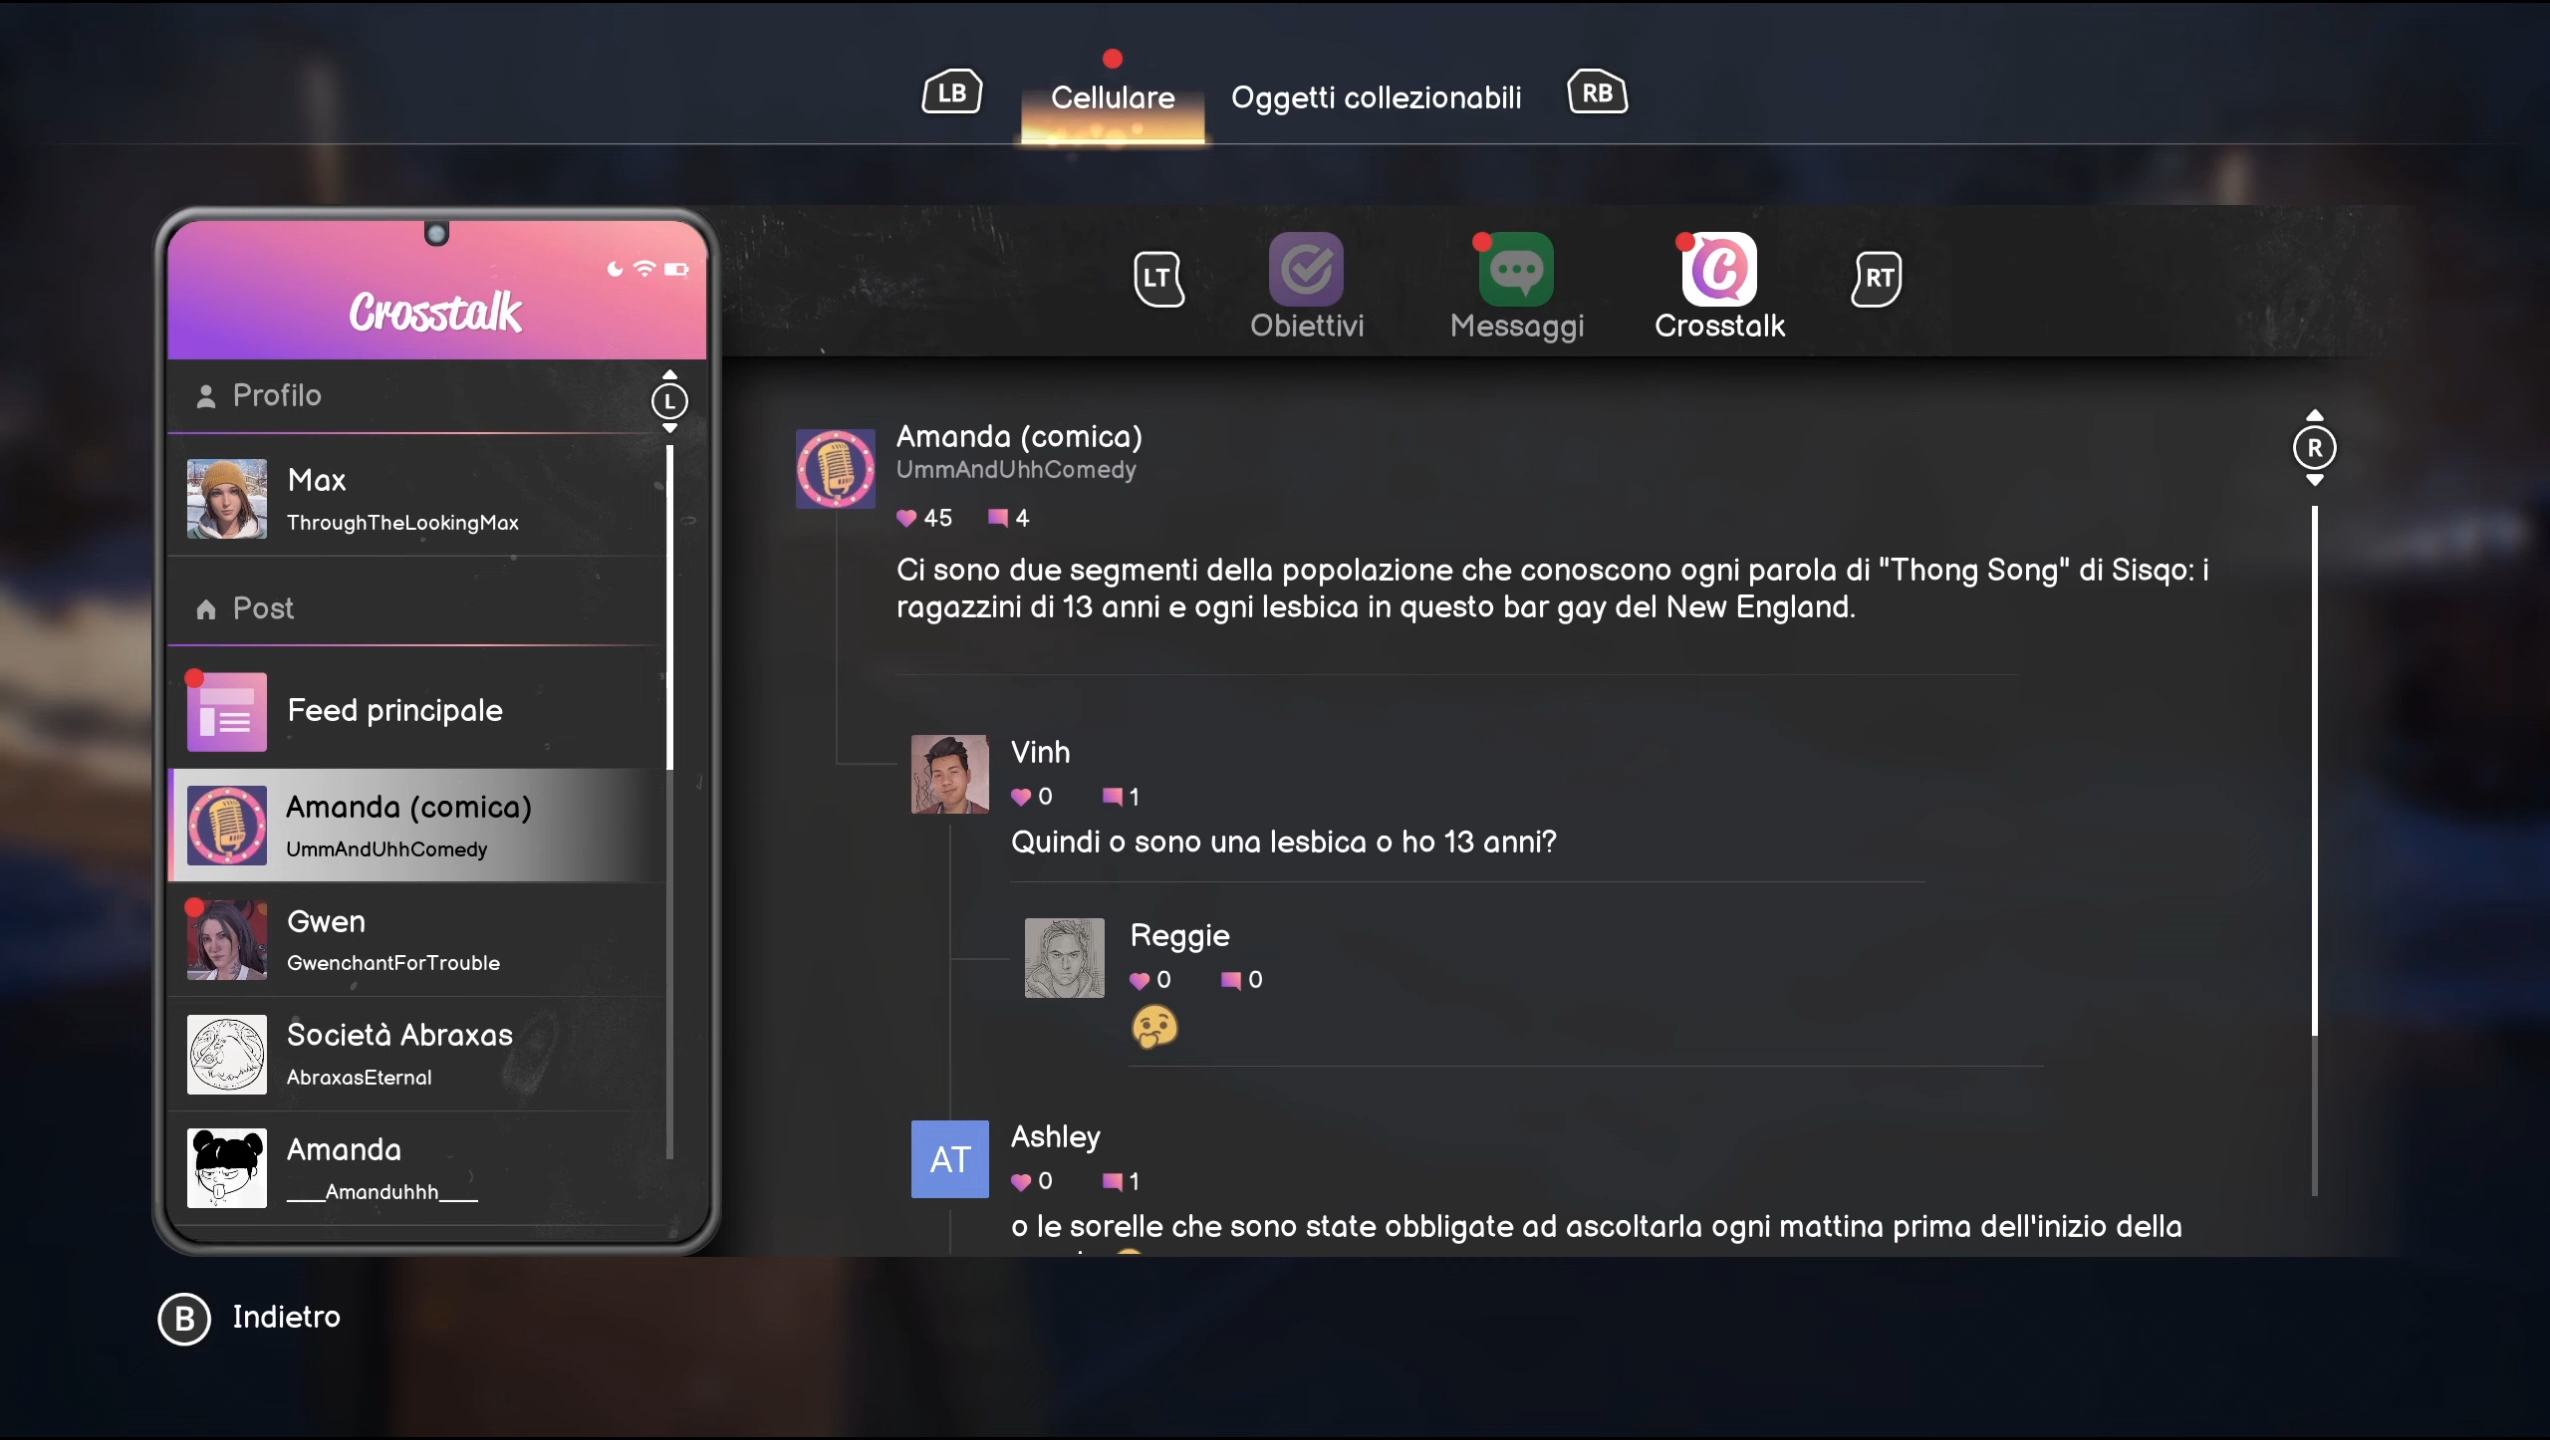 LB
Cellulare
Oggetti collezionabili
RB
Crosstalk
LT
Obiettivi
Messaggi
Crosstalk
RT
Profilo
L
Max
ThroughTheLookingMax
Post
Feed principale
Amanda (comica)
UmmAndUhhComedy
Gwen
GwenchantForTrouble
Società Abraxas
AbraxasEternal
Amanda
___Amanduhhh___
Amanda (comica)
UmmAndUhhComedy
45 4
R
Ci sono due segmenti della popolazione che conoscono ogni parola di "Thong Song" di Sisqo: i
ragazzini di 13 anni e ogni lesbica in questo bar gay del New England.
Vinh
0 1
Quindi o sono una lesbica o ho 13 anni?
Reggie
0 0
🤔
AT
Ashley
0 1
o le sorelle che sono state obbligate ad ascoltarla ogni mattina prima dell'inizio della
B Indietro